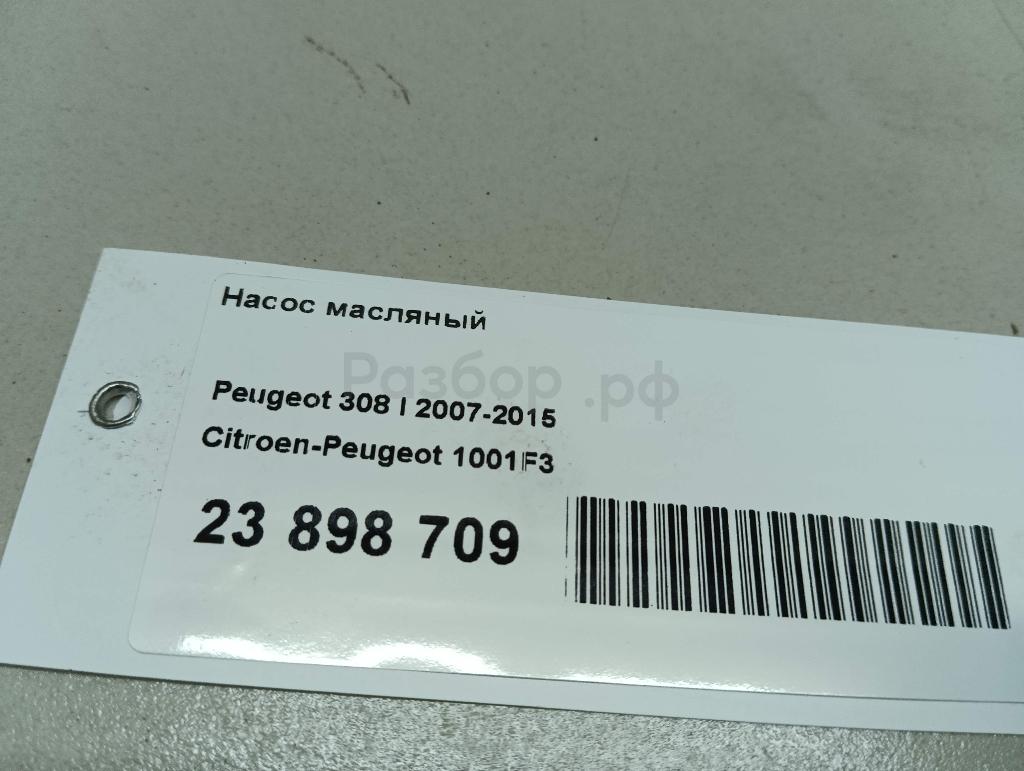 Насос масляный
Разбор.рф
Peugeot 308 I 2007-2015
Citroen-Peugeot 1001F3
23 898 709